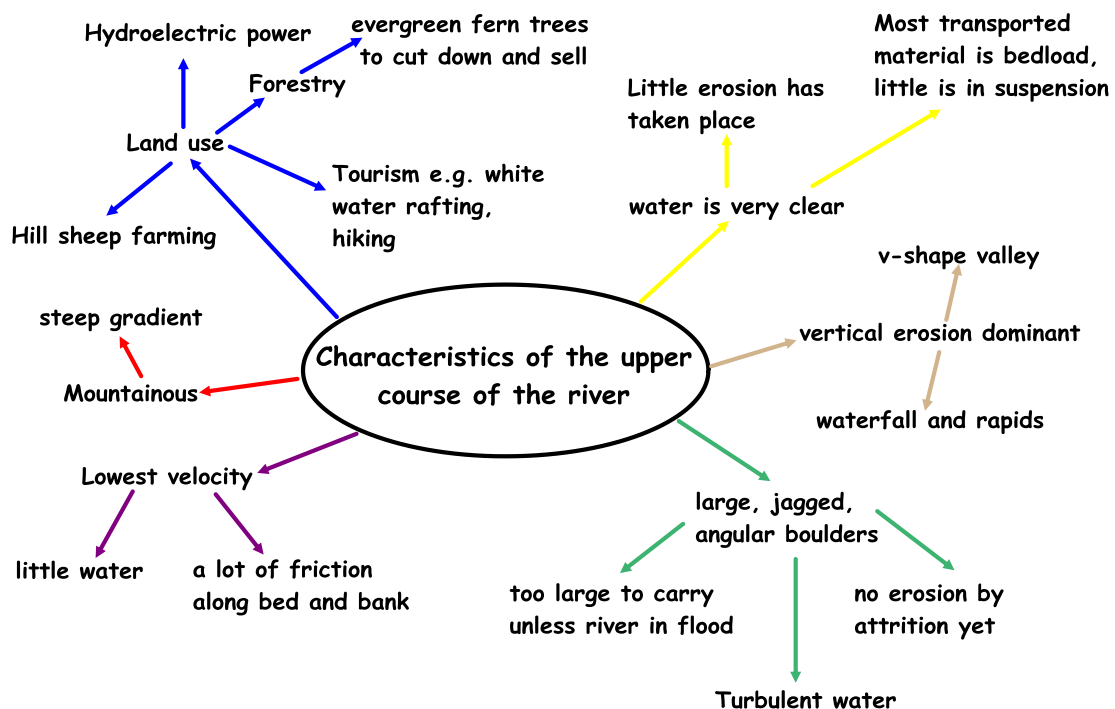 Hydroelectric power
evergreen fern trees
to cut down and sell
Forestry
Land use
Tourism e.g. white
water rafting,
hiking
Hill sheep farming
Most transported
material is bedload,
little is in suspension
Little erosion has
taken place
water is very clear
v-shape valley
vertical erosion dominant
waterfall and rapids
steep gradient
Mountainous
Characteristics of the upper
course of the river
Lowest velocity
little water
a lot of friction
along bed and bank
large, jagged,
angular boulders
too large to carry
unless river in flood
no erosion by
attrition yet
Turbulent water